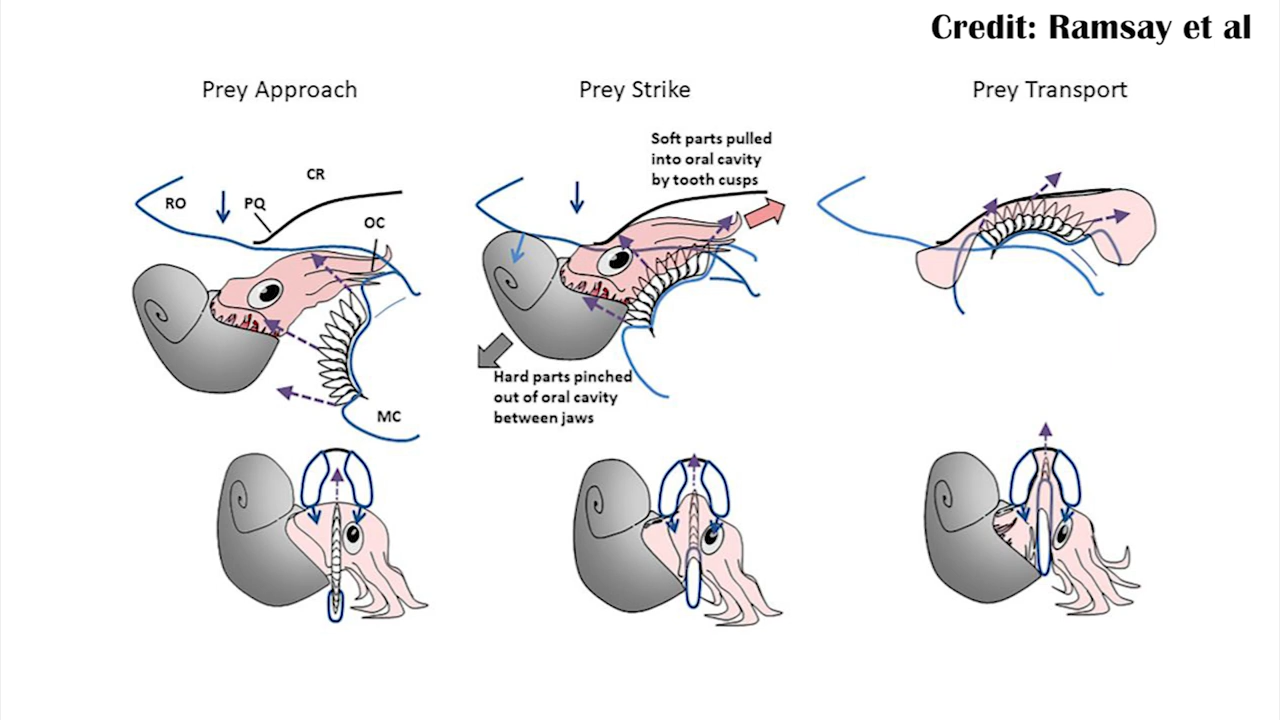 Credit: Ramsay et al
Prey Approach
Prey Strike
Prey Transport
Soft parts pulled
into oral cavity
by tooth cusps
CR
RO
PQ
OC
Hard parts pinched
out of oral cavity
between jaws
MC